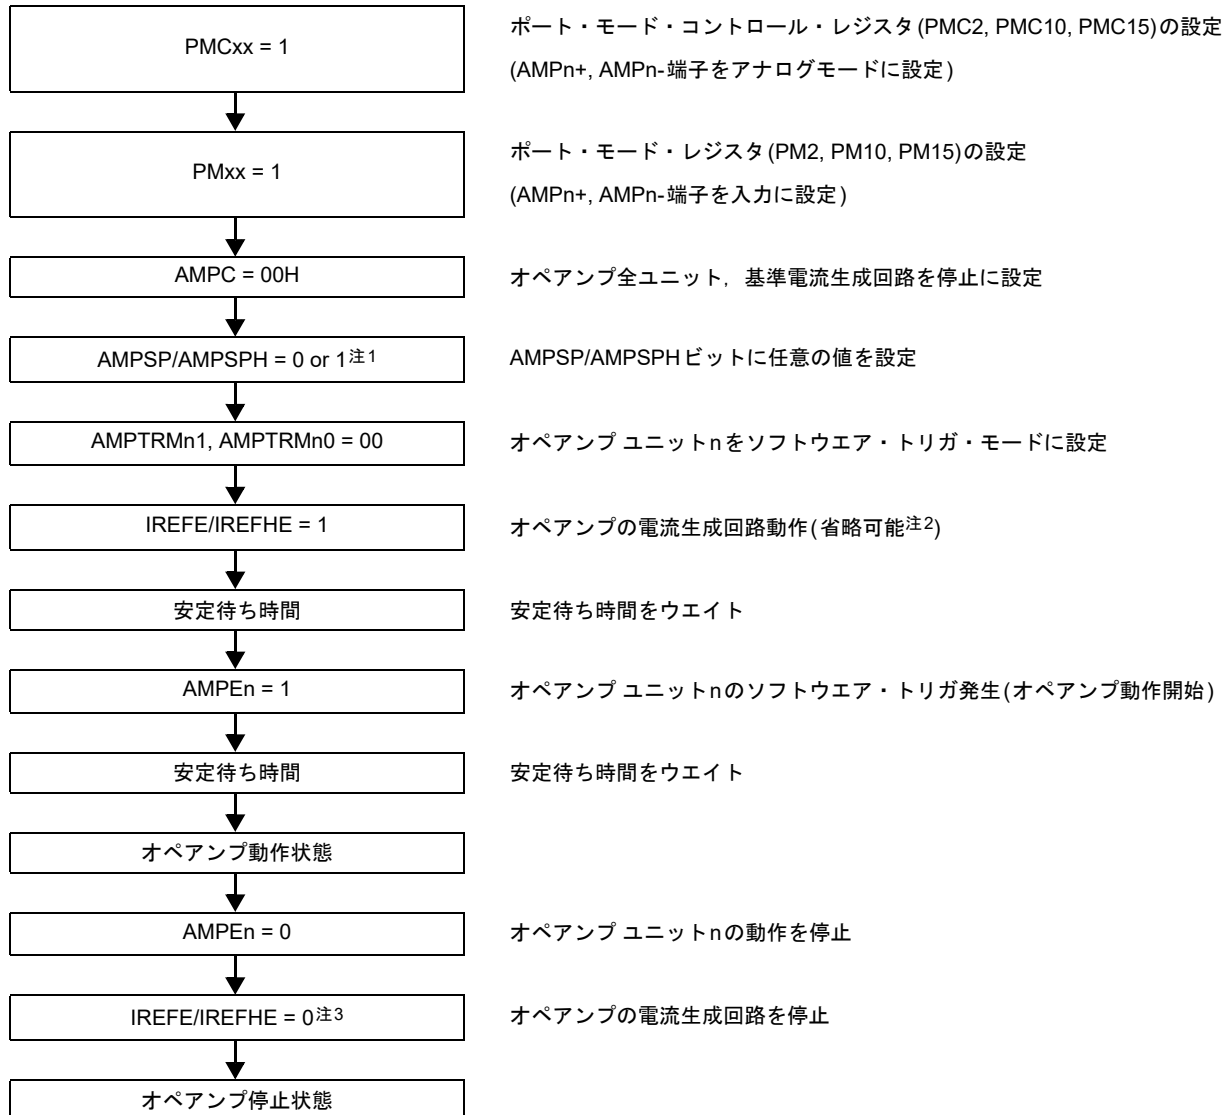 PMCxx = 1
ポート・モード・コントロール・レジスタ(PMC2, PMC10, PMC15)の設定
(AMPn+, AMPn-端子をアナログモードに設定)
PMxx = 1
ポート・モード・レジスタ(PM2, PM10, PM15)の設定
(AMPn+, AMPn-端子を入力に設定)
AMPC = 00H
オペアンプ全ユニット，基準電流生成回路を停止に設定
AMPSP/AMPSPH = 0 or 1注1
AMPSP/AMPSPHビットに任意の値を設定
AMPTRMn1, AMPTRMn0 = 00
オペアンプ ユニットnをソフトウエア・トリガ・モードに設定
IREFE/IREFHE = 1
オペアンプの電流生成回路動作(省略可能注2)
安定待ち時間
安定待ち時間をウエイト
AMPEn = 1
オペアンプ ユニットnのソフトウエア・トリガ発生(オペアンプ動作開始)
安定待ち時間
安定待ち時間をウエイト
オペアンプ動作状態
AMPEn = 0
オペアンプ ユニットnの動作を停止
IREFE/IREFHE = 0注3
オペアンプの電流生成回路を停止
オペアンプ停止状態